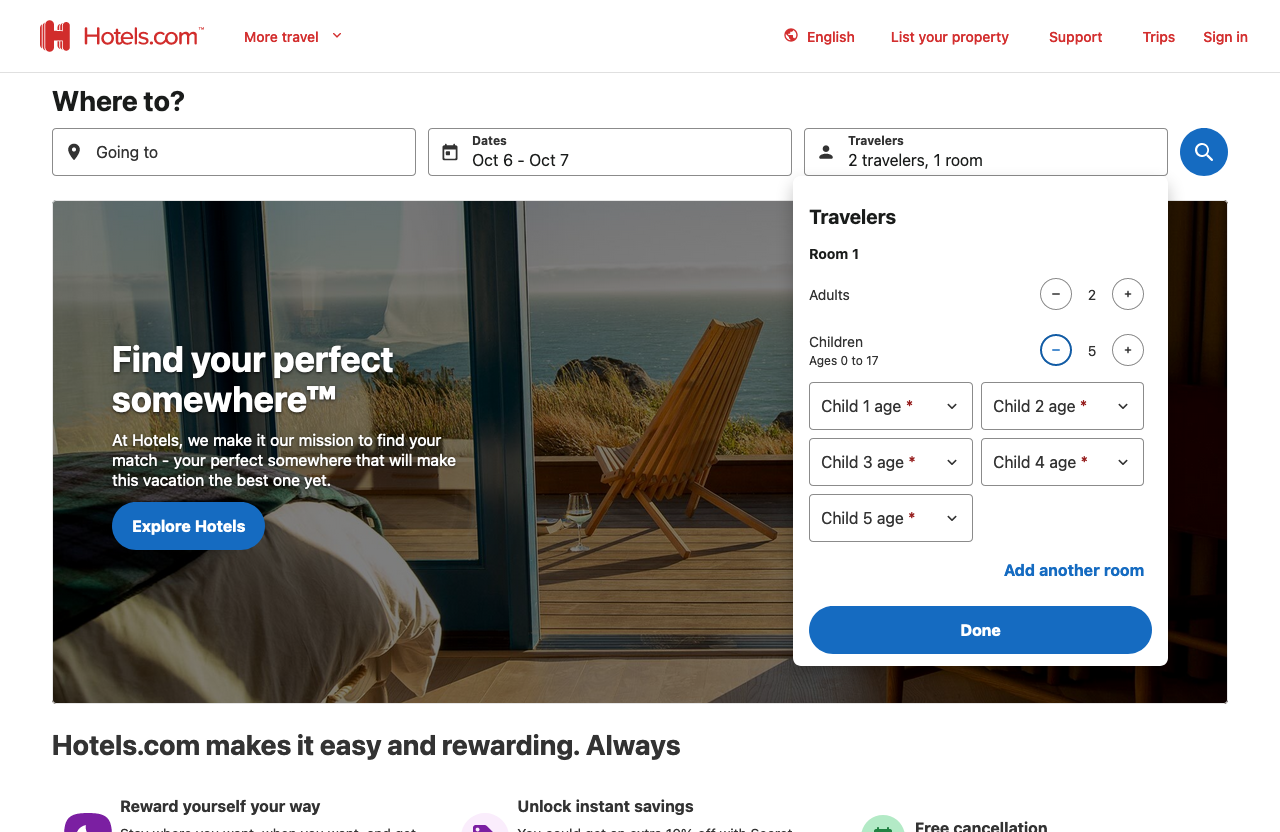 Hotels.com™
More travel
English
List your property
Support
Trips
Sign in
Where to?
Going to
Dates
Oct 6 - Oct 7
Travelers
2 travelers, 1 room
Find your perfect
somewhere™
At Hotels, we make it our mission to find your
match - your perfect somewhere that will make
this vacation the best one yet.
Explore Hotels
Travelers
Room 1
Adults
2
Children
Ages 0 to 17
5
Child 1 age *
Child 2 age *
Child 3 age *
Child 4 age *
Child 5 age *
Add another room
Done
Hotels.com makes it easy and rewarding. Always
Reward yourself your way
Stay where you want, when you want, and get
Unlock instant savings
You could get an extra 10% off with Secret
Free cancellation